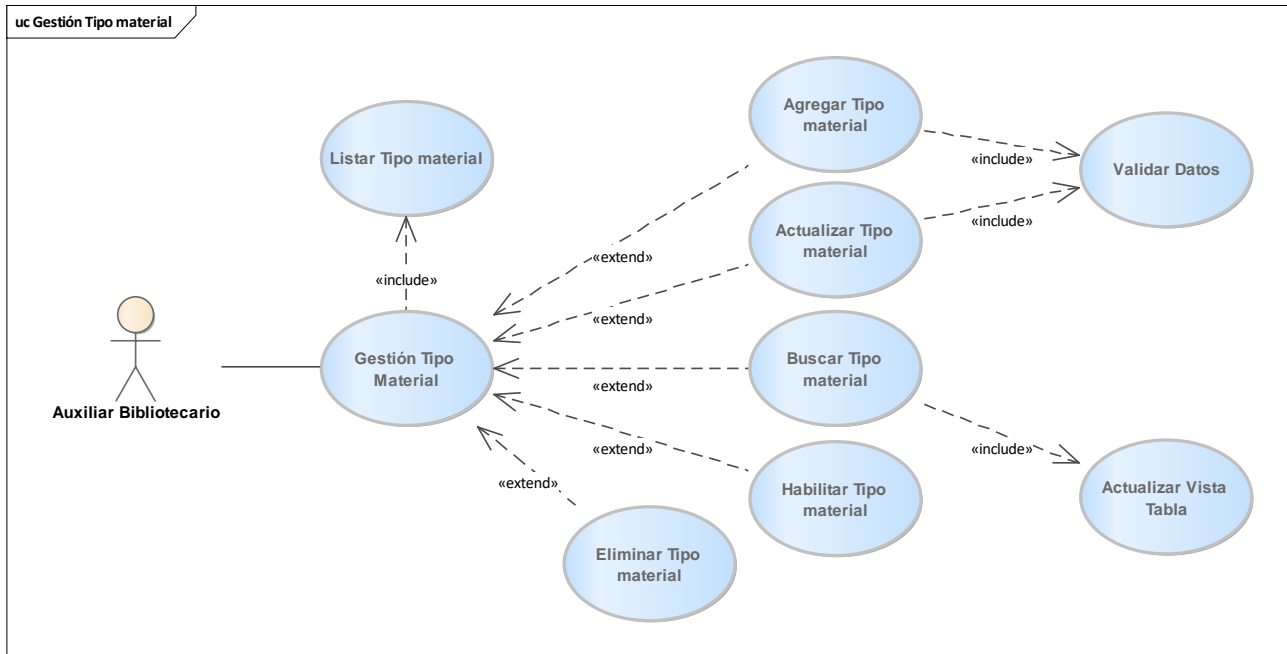 uc Gestión Tipo material
Agregar Tipo
material
Listar Tipo material
«include»
Validar Datos
Actualizar Tipo
material
«include»
«extend»
«include»
«extend»
Gestión Tipo
Material
Buscar Tipo
material
«extend»
Auxiliar Bibliotecario
«extend»
«include»
«extend»
Habilitar Tipo
material
Actualizar Vista
Tabla
Eliminar Tipo
material